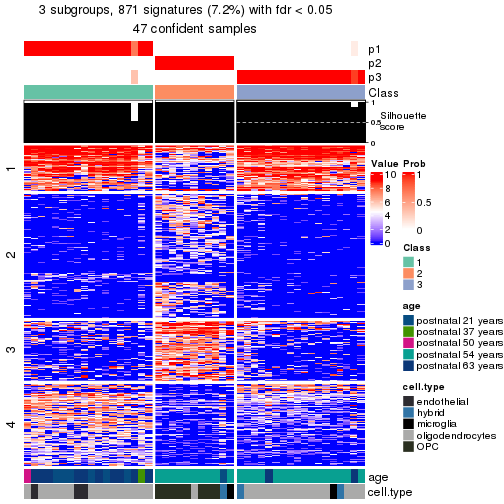 3 subgroups, 871 signatures (7.2%) with fdr < 0.05
47 confident samples
p1
p2
p3
Class
1
0.5
0
Silhouette
score
1
2
3
4
age
cell.type
Value
10
8
6
4
2
0
Prob
1
0.5
0
Class
1
2
3
age
postnatal 21 years
postnatal 37 years
postnatal 50 years
postnatal 54 years
postnatal 63 years
cell.type
endothelial
hybrid
microglia
oligodendrocytes
OPC